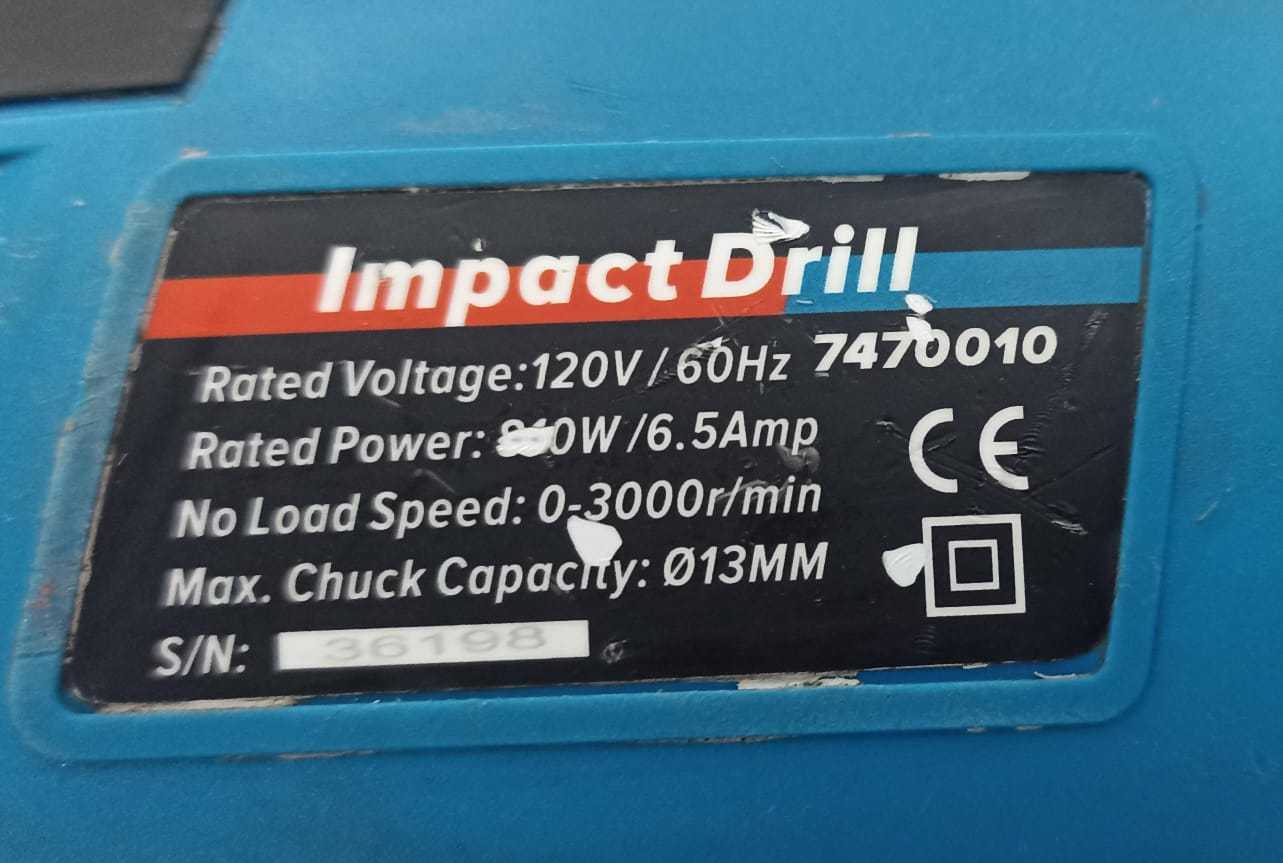 Impact Drill
Rated Voltage:120V / 60Hz 7470010
Rated Power: /6.5Amp
No Load Speed: 0-3000r/min
Max. Chuck Capacity: Ø13MM
S/N: 36198
CE